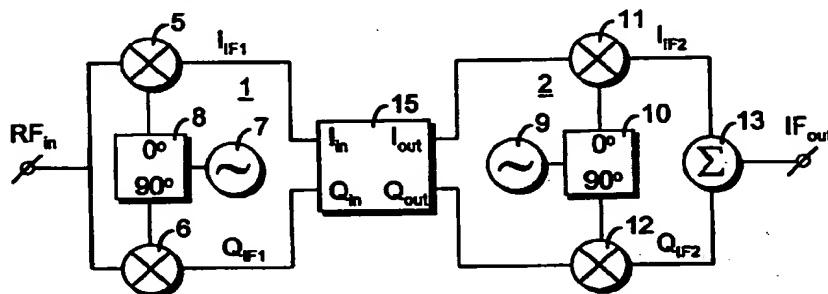 5
i_IF1
11
I_IF2
RF_in
1
8
7
0°
90°
15
I_in I_out
Q_in Q_out
2
9
10
0°
90°
13
Σ
IF_out
6
Q_IF1
12
Q_IF2